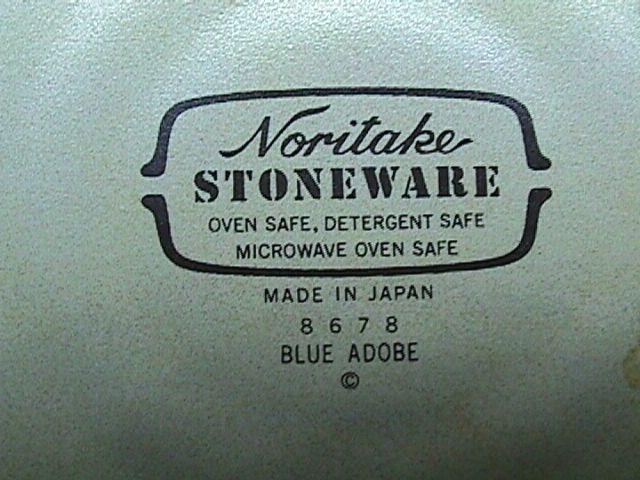 Noritake
STONEWARE
OVEN SAFE, DETERGENT SAFE
MICROWAVE OVEN SAFE
MADE IN JAPAN
8678
BLUE ADOBE
©